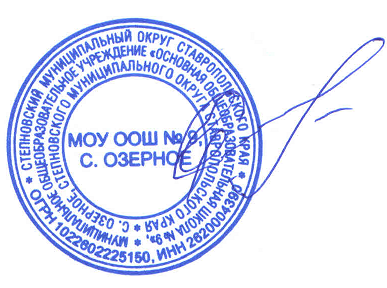 СТЕПНОВСКИЙ МУНИЦИПАЛЬНЫЙ ОКРУГ СТАВРОПОЛЬСКОГО КРАЯ *
ОГРН 1022602225150, ИНН 2620004390
МУНИЦИПАЛЬНОЕ ОБЩЕОБРАЗОВАТЕЛЬНОЕ УЧРЕЖДЕНИЕ «ОСНОВНАЯ ОБЩЕОБРАЗОВАТЕЛЬНАЯ ШКОЛА № 9», *
С. ОЗЕРНОЕ, СТЕПНОВСКОГО МУНИЦИПАЛЬНОГО ОКРУГА СТАВРОПОЛЬСКОГО КРАЯ *
МОУ ООШ № 9,
С. ОЗЕРНОЕ